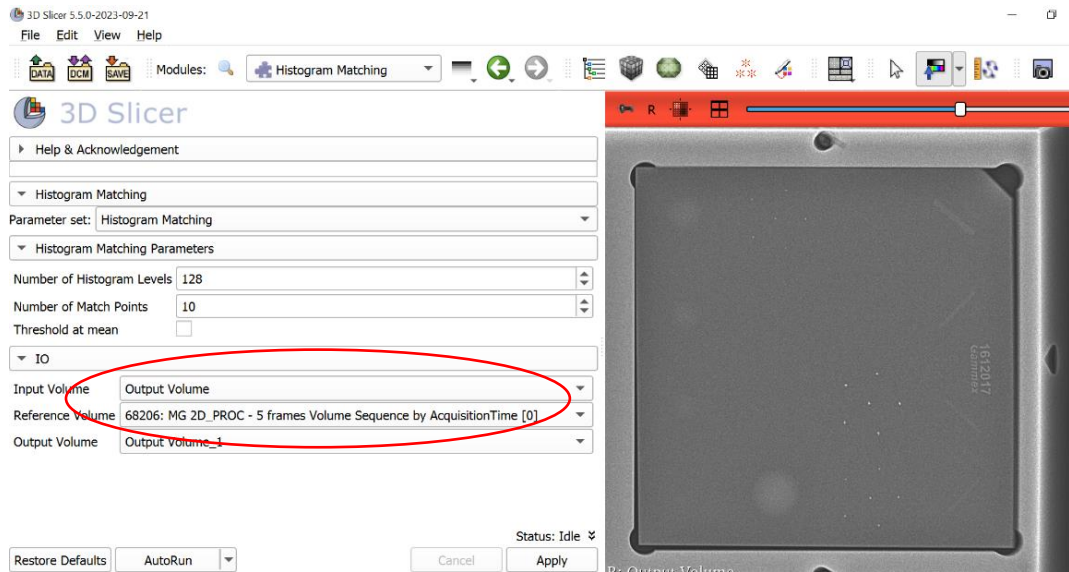 3D Slicer 5.5.0-2023-09-21
File Edit View Help
DATA DCM SAVE Modules: Histogram Matching
3D Slicer
R
Help & Acknowledgement
Histogram Matching
Parameter set: Histogram Matching
Histogram Matching Parameters
Number of Histogram Levels 128
Number of Match Points 10
Threshold at mean
IO
Input Volume Output Volume
Reference Volume 68206: MG 2D_PROC - 5 frames Volume Sequence by AcquisitionTime [0]
Output Volume Output Volume_1
1612017
Gammex
Status: Idle
Restore Defaults AutoRun Cancel Apply
R: Output Volume